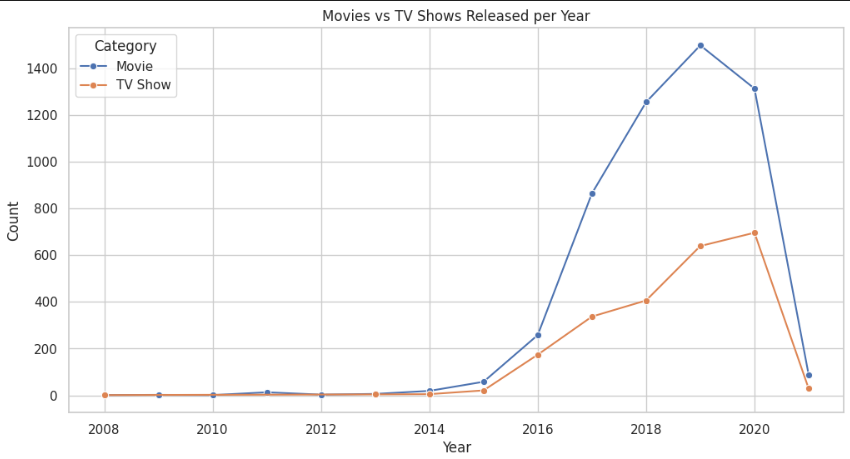 Movies vs TV Shows Released per Year
Category
Movie
TV Show
1400
1200
1000
800
600
400
200
0
Count
2008 2010 2012 2014 2016 2018 2020
Year